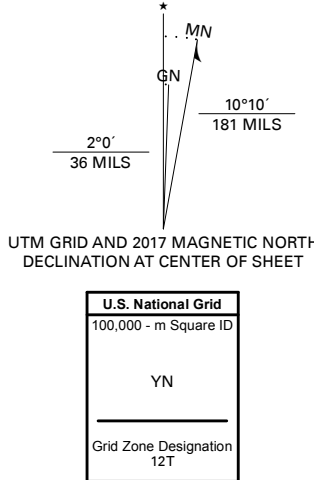 ★
MN
GN
10°10´
181 MILS
2°0´
36 MILS
UTM GRID AND 2017 MAGNETIC NORTH
DECLINATION AT CENTER OF SHEET
U.S. National Grid
100,000 - m Square ID
YN
Grid Zone Designation
12T